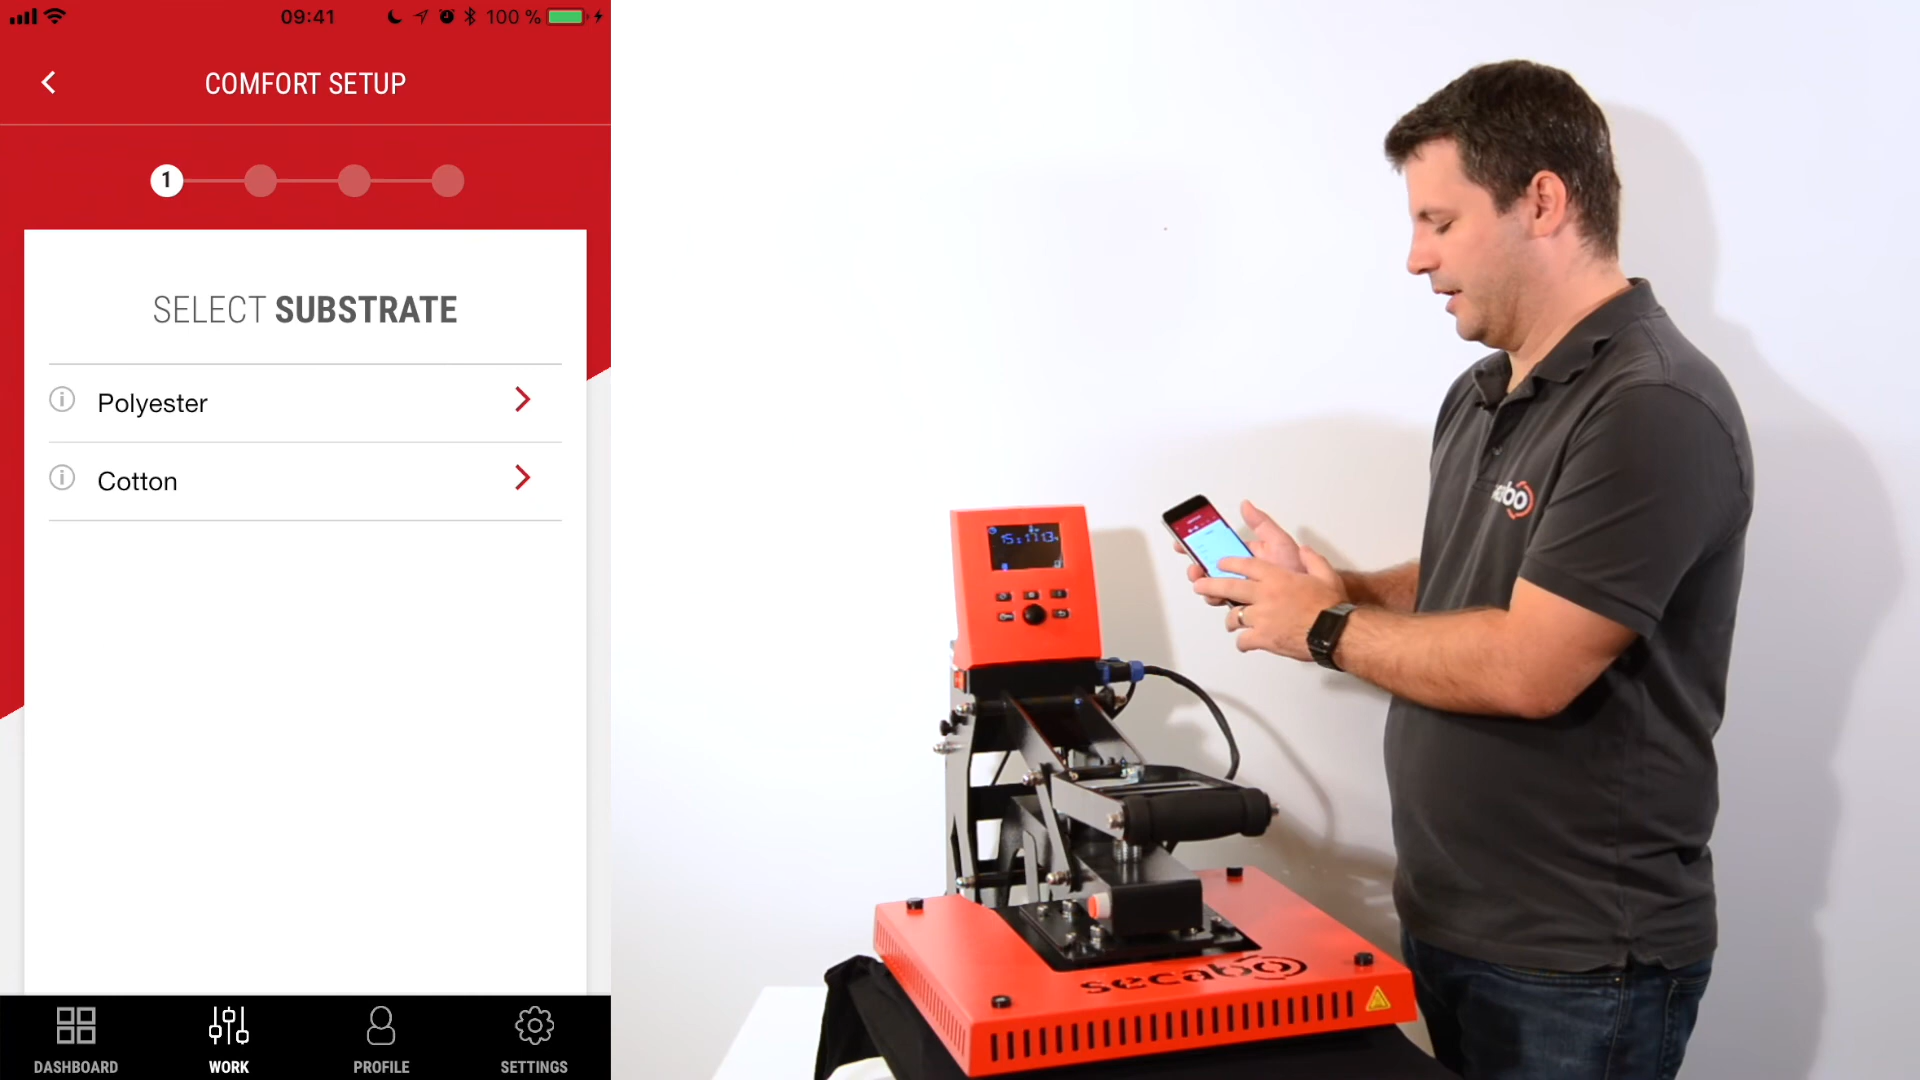 09:41
100 %
COMFORT SETUP
1
SELECT SUBSTRATE
Polyester
Cotton
DASHBOARD
WORK
PROFILE
SETTINGS
secabo